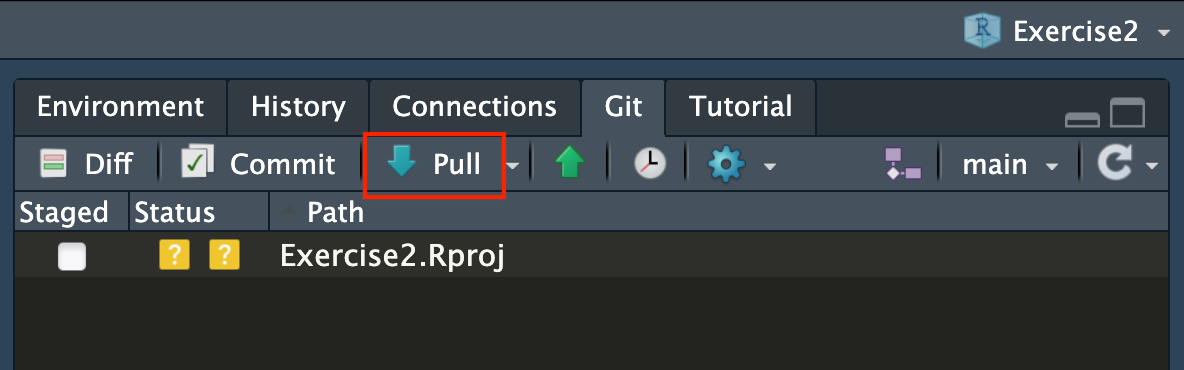 Exercise2
Environment History Connections Git Tutorial
Diff Commit Pull main
Staged Status Path
? ? Exercise2.Rproj